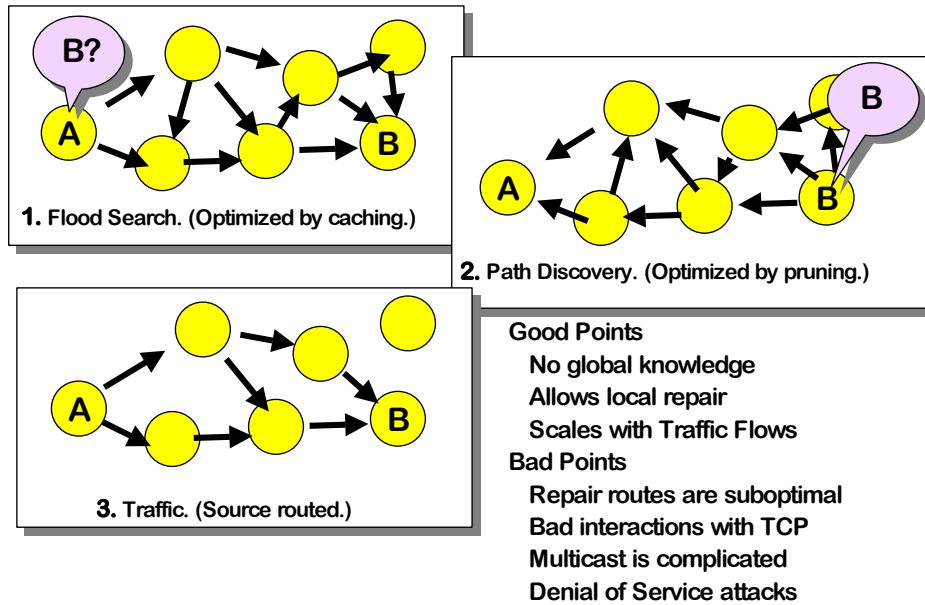 B?
A
B
1. Flood Search. (Optimized by caching.)
B
A
B
2. Path Discovery. (Optimized by pruning.)
A
B
3. Traffic. (Source routed.)
Good Points
No global knowledge
Allows local repair
Scales with Traffic Flows
Bad Points
Repair routes are suboptimal
Bad interactions with TCP
Multicast is complicated
Denial of Service attacks